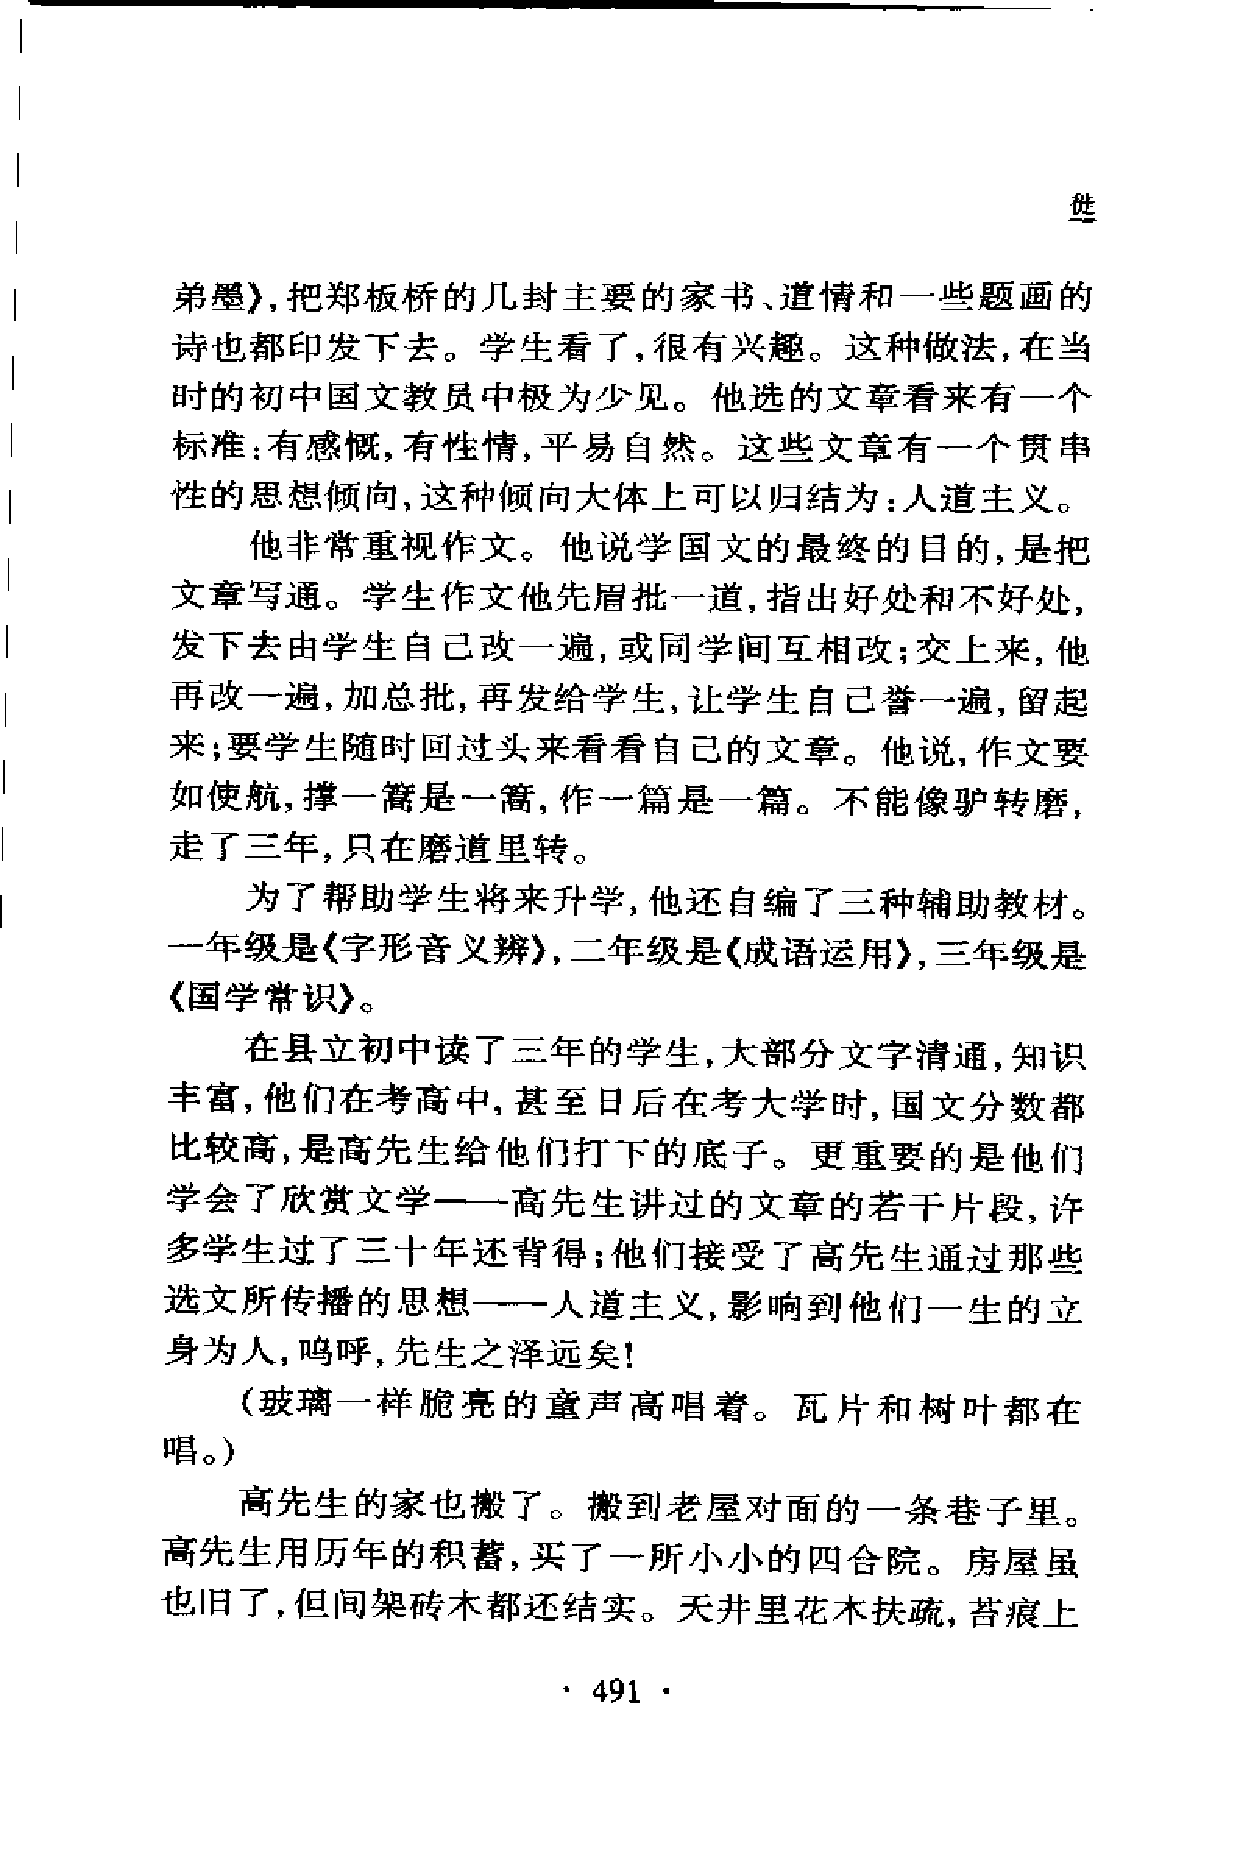 徙
弟墨》,把郑板桥的几封主要的家书、道情和一些题画的
诗也都印发下去。学生看了,很有兴趣。这种做法,在当
时的初中国文教员中极为少见。他选的文章看来有一个
标准:有感慨,有性情,平易自然。这些文章有一个贯串
性的思想倾向,这种倾向大体上可以归结为:人道主义。
他非常重视作文。他说学国文的最终的目的,是把
文章写通。学生作文他先眉批一道,指出好处和不好处,
发下去由学生自己改一遍,或同学间互相改;交上来,他
再改一遍,加总批,再发给学生,让学生自己誊一遍,留起
来;要学生随时回过头来看看自己的文章。他说,作文要
如使航,撑一篙是一篙,作一篇是一篇。不能像驴转磨,
走了三年,只在磨道里转。
为了帮助学生将来升学,他还自编了三种辅助教材。
一年级是《字形音义辨》,二年级是《成语运用》,三年级是
《国学常识》。
在县立初中读了三年的学生,大部分文字清通,知识
丰富,他们在考高中,甚至日后在考大学时,国文分数都
比较高,是高先生给他们打下的底子。更重要的是他们
学会了欣赏文学——高先生讲过的文章的若干片段,许
多学生过了三十年还背得;他们接受了高先生通过那些
选文所传播的思想——人道主义,影响到他们一生的立
身为人,呜呼,先生之泽远矣!
(玻璃一样脆亮的童声高唱着。瓦片和树叶都在
唱。)
高先生的家也搬了。搬到老屋对面的一条巷子里。
高先生用历年的积蓄,买了一所小小的四合院。房屋虽
也旧了,但间架砖木都还结实。天井里花木扶疏,苔痕上
· 491 ·